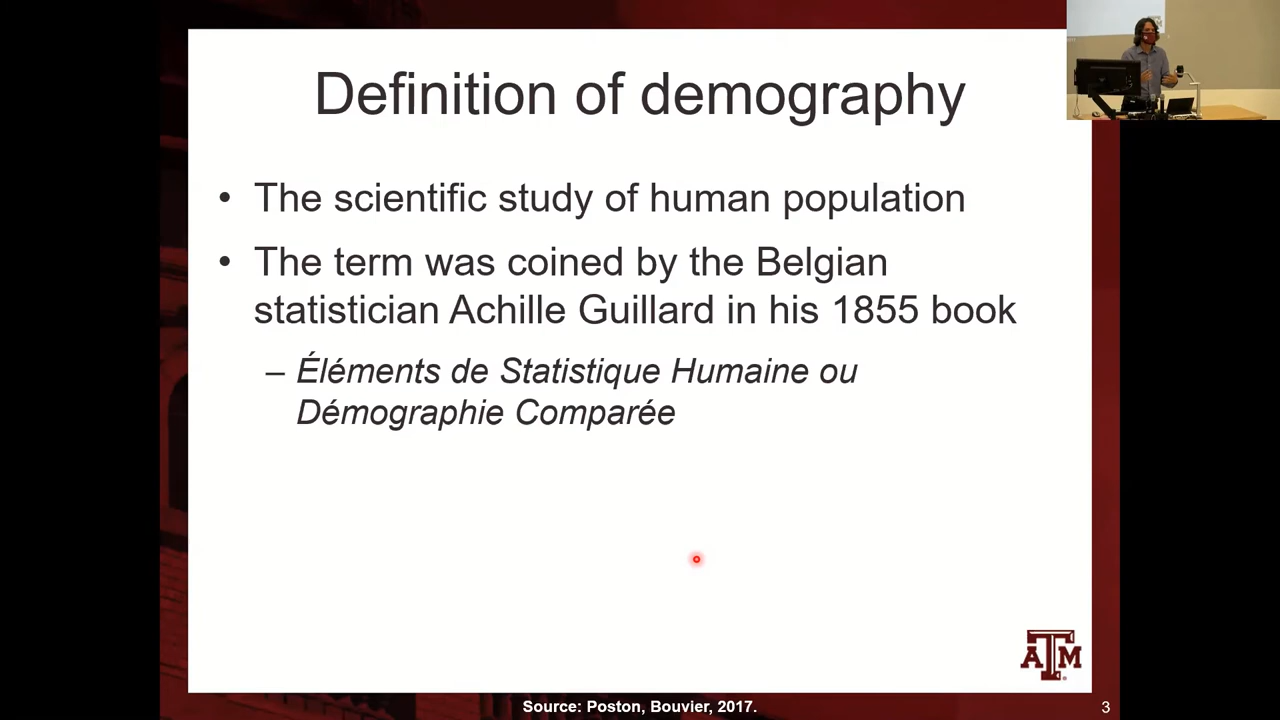 Definition of demography
• The scientific study of human population
• The term was coined by the Belgian
statistician Achille Guillard in his 1855 book
– Éléments de Statistique Humaine ou
Démographie Comparée
ATM
Source: Poston, Bouvier, 2017.
3